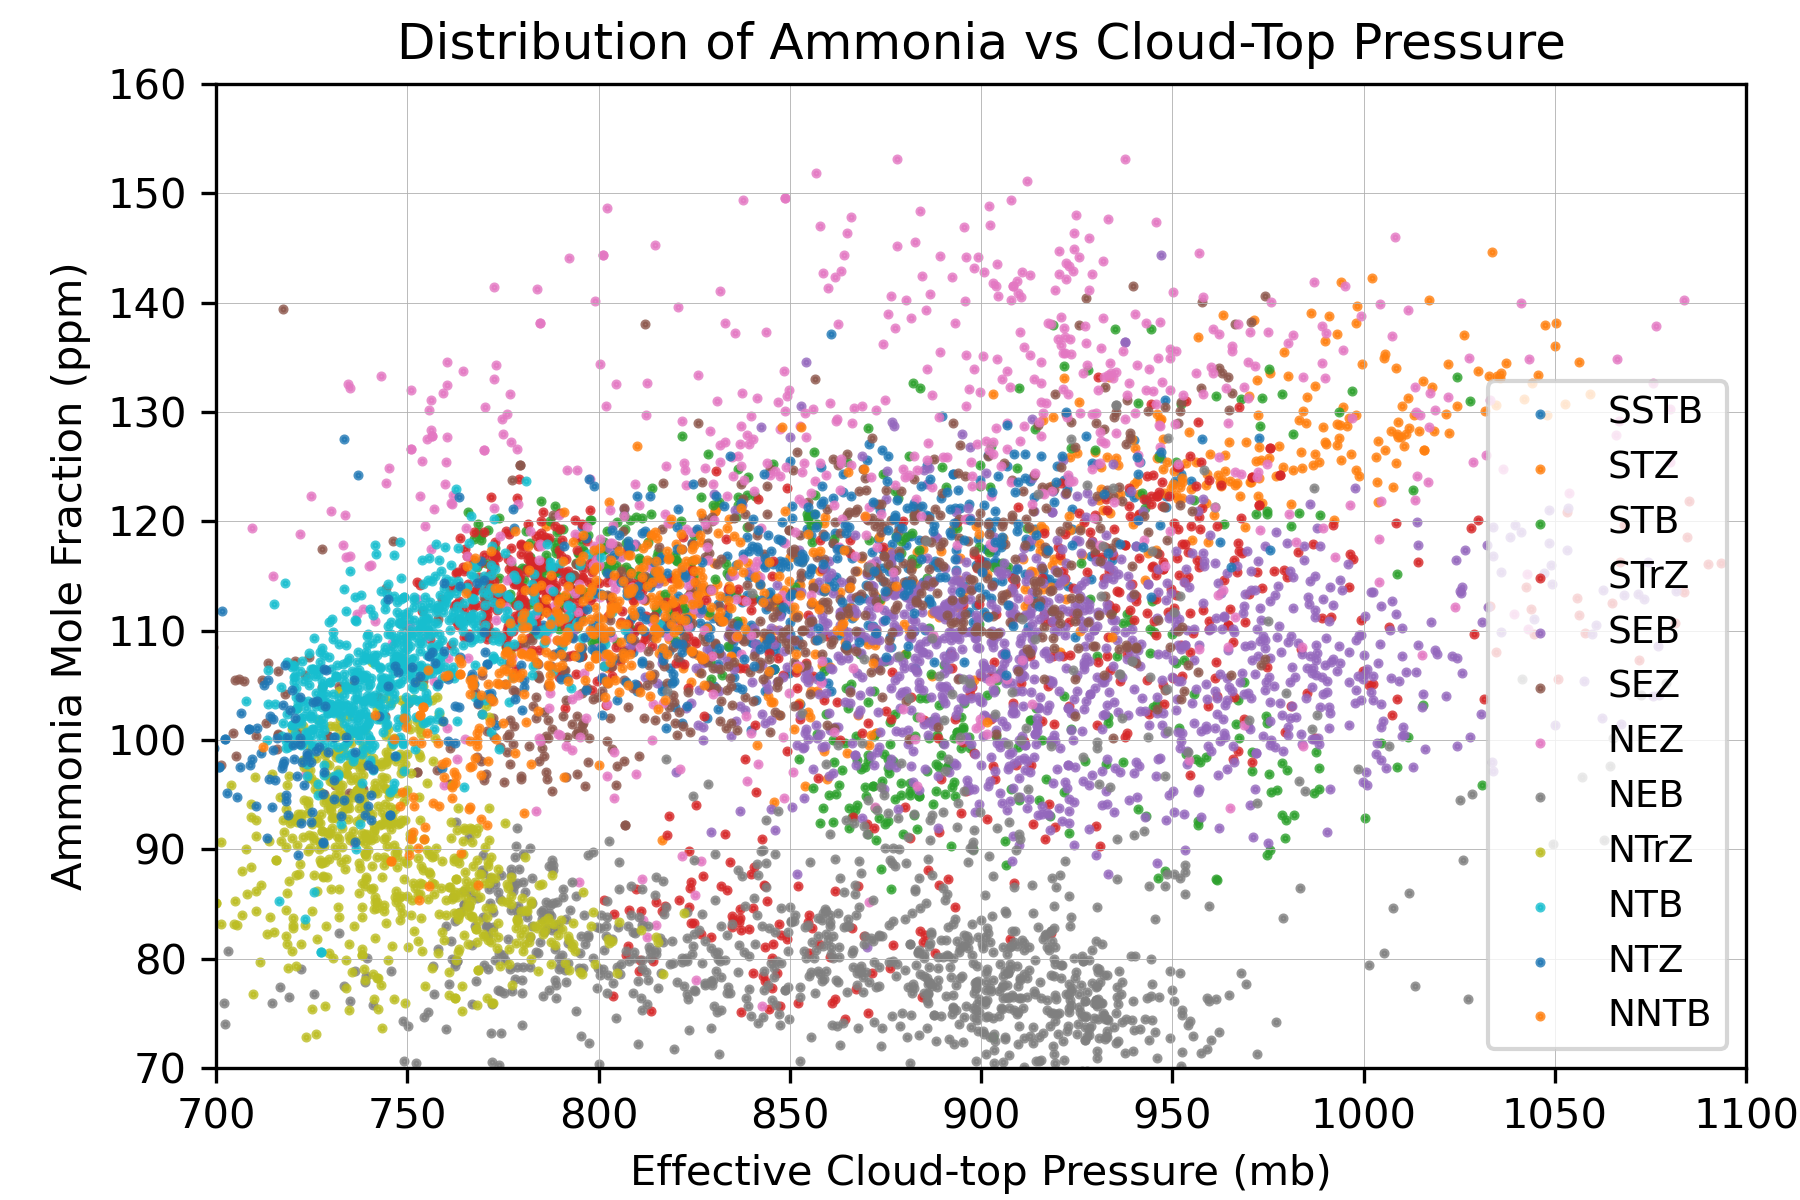 Distribution of Ammonia vs Cloud-Top Pressure
Ammonia Mole Fraction (ppm)
160
150
140
130
120
110
100
90
80
70
700 750 800 850 900 950 1000 1050 1100
Effective Cloud-top Pressure (mb)
SSTB
STZ
STB
STrZ
SEB
SEZ
NEZ
NEB
NTrZ
NTB
NTZ
NNTB